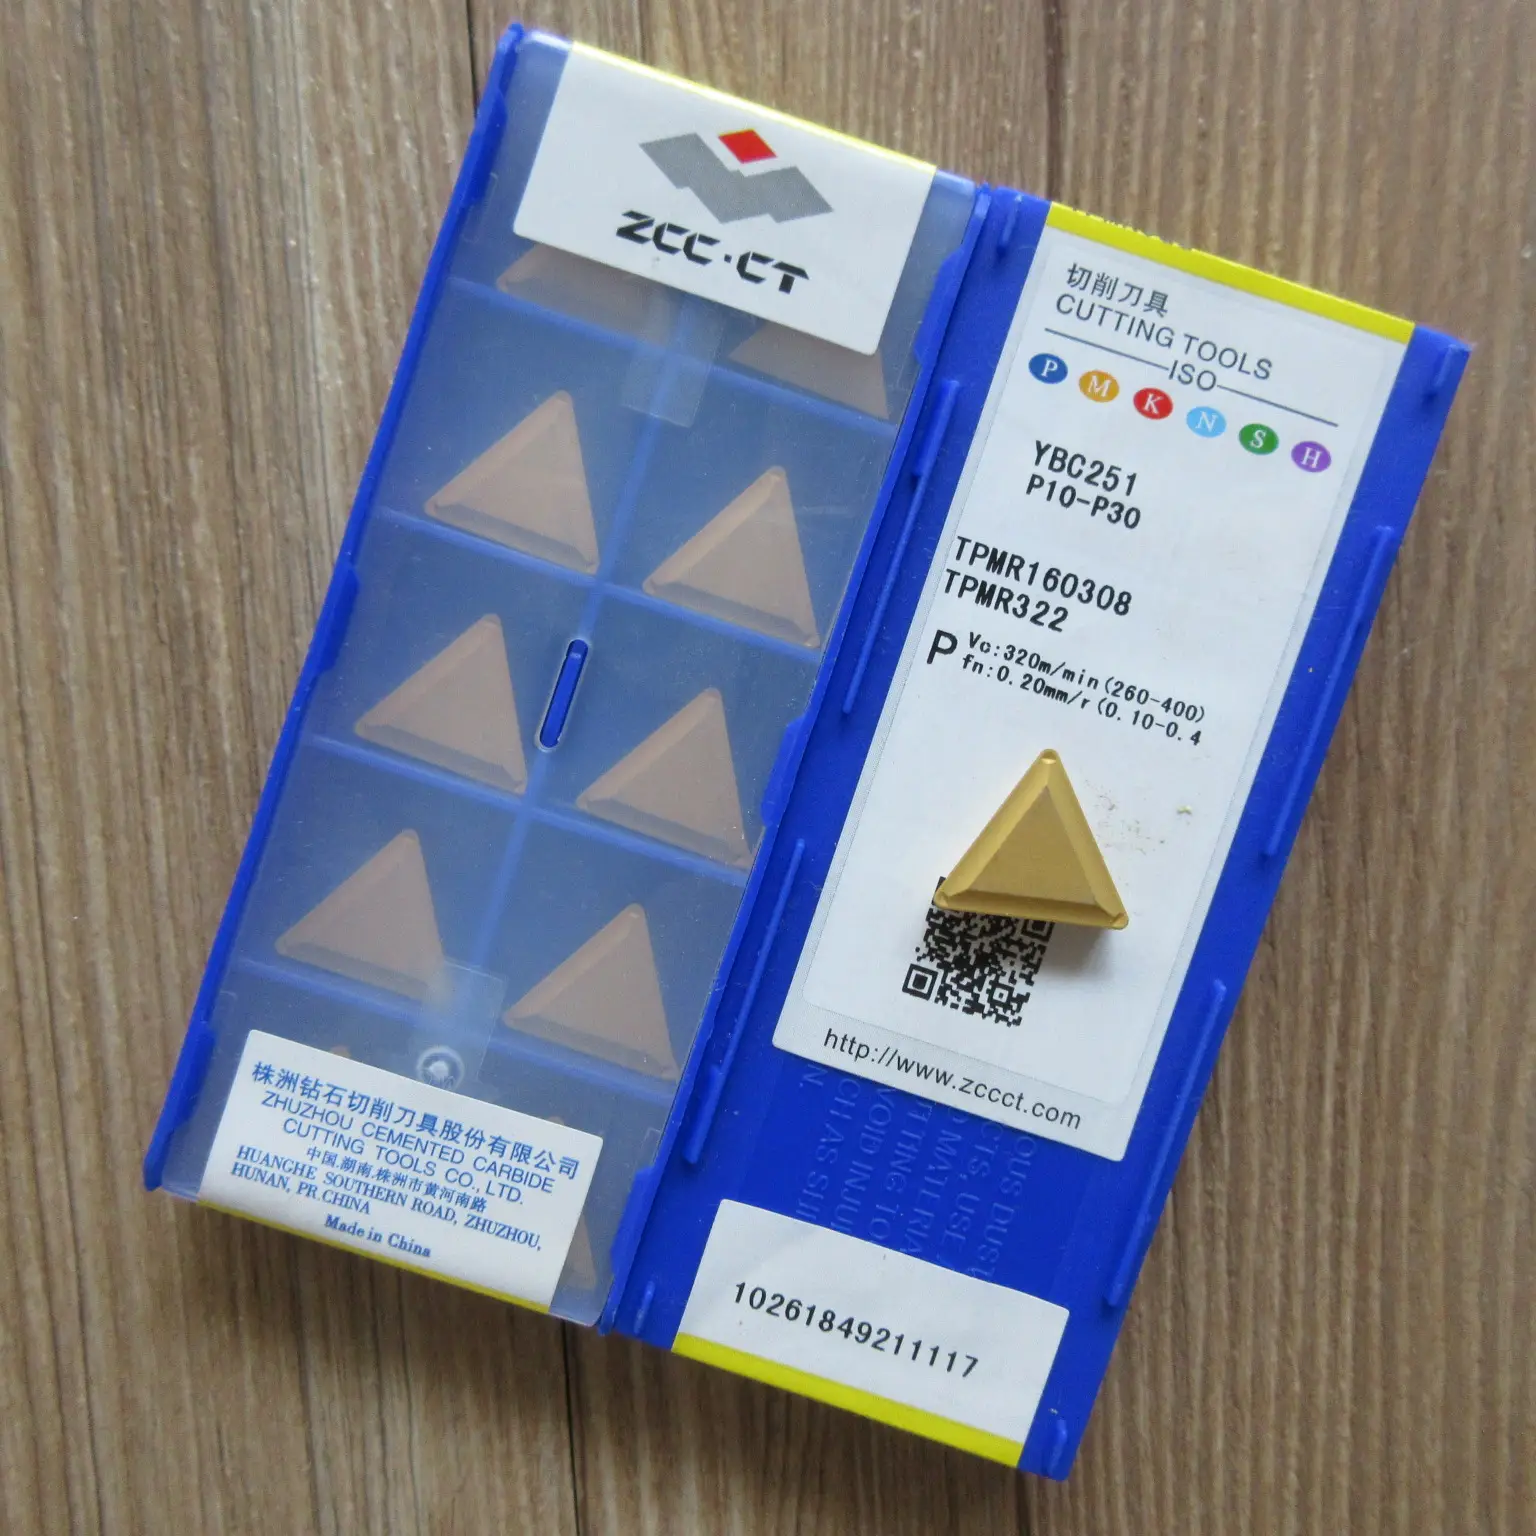 ZCC·CT
株洲钻石切削刀具股份有限公司
ZHUZHOU CEMENTED CARBIDE
CUTTING TOOLS CO., LTD.
中国.湖南.株洲市黄河南路
HUANGHE SOUTHERN ROAD, ZHUZHOU,
HUNAN, PR.CHINA
Made in China
切削刀具
CUTTING TOOLS
ISO
P M K N S H
YBC251
P10-P30
TPMR160308
TPMR322
P Vc:320m/min(260-400)
fn:0.20mm/r(0.10-0.4
http://www.zccct.com
10261849211117